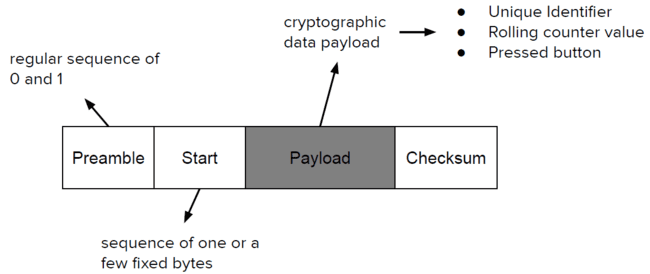 cryptographic
data payload
Unique Identifier
Rolling counter value
Pressed button
regular sequence of
0 and 1
Preamble
Start
Payload
Checksum
sequence of one or a
few fixed bytes